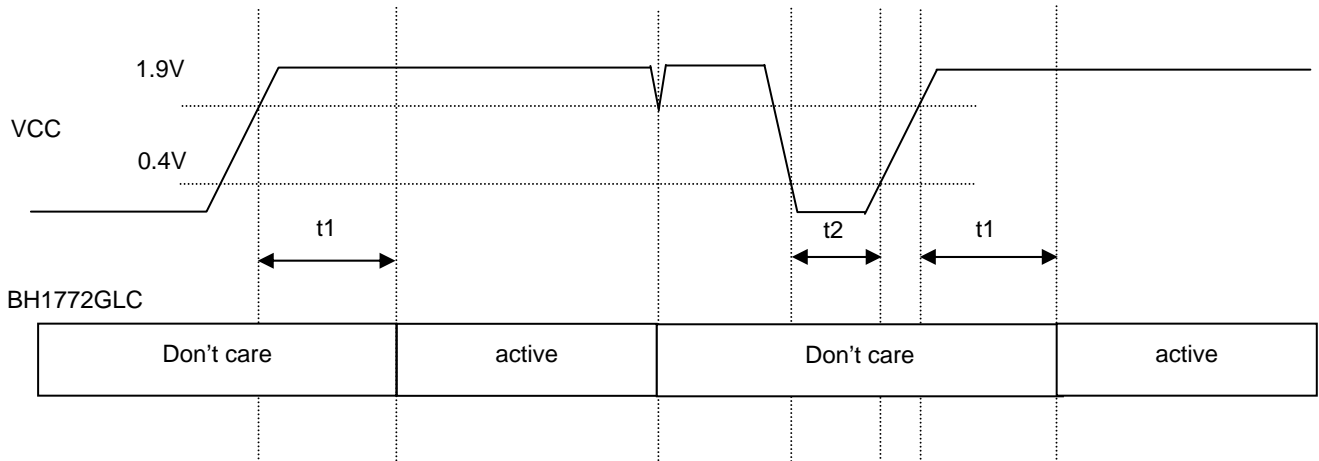 1.9V
VCC
0.4V
t1
t2
t1
BH1772GLC
Don't care
active
Don't care
active